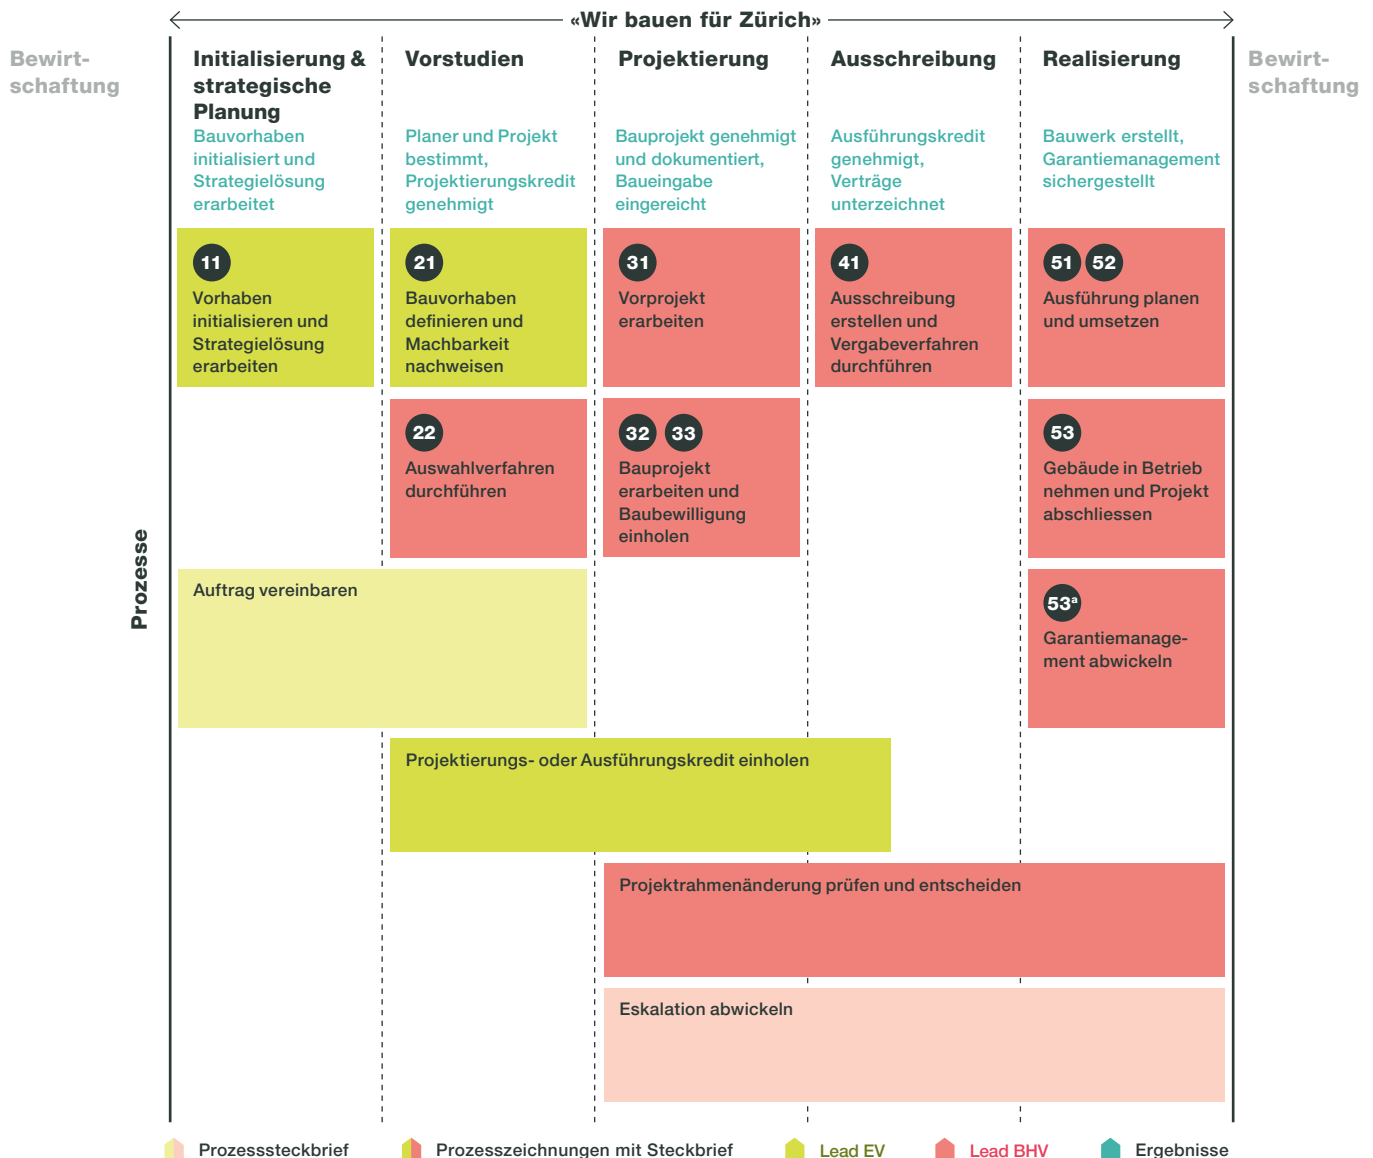 «Wir bauen für Zürich»
Bewirt-
schaftung
Initialisierung &
strategische
Planung
Bauvorhaben
initialisiert und
Strategielösung
erarbeitet
Vorstudien
Planer und Projekt
bestimmt,
Projektierungskredit
genehmigt
Projektierung
Bauprojekt genehmigt
und dokumentiert,
Baueingabe
eingereicht
Ausschreibung
Ausführungskredit
genehmigt,
Verträge
unterzeichnet
Realisierung
Bauwerk erstellt,
Garantiemanagement
sichergestellt
Bewirt-
schaftung
Prozesse
11
Vorhaben
initialisieren und
Strategielösung
erarbeiten
21
Bauvorhaben
definieren und
Machbarkeit
nachweisen
31
Vorprojekt
erarbeiten
41
Ausschreibung
erstellen und
Vergabeverfahren
durchführen
51 52
Ausführung planen
und umsetzen
22
Auswahlverfahren
durchführen
32 33
Bauprojekt
erarbeiten und
Baubewilligung
einholen
53
Gebäude in Betrieb
nehmen und Projekt
abschliessen
Auftrag vereinbaren
53ª
Garantiemanage-
ment abwickeln
Projektierungs- oder Ausführungskredit einholen
Projektrahmenänderung prüfen und entscheiden
Eskalation abwickeln
Prozesssteckbrief
Prozesszeichnungen mit Steckbrief
Lead EV
Lead BHV
Ergebnisse